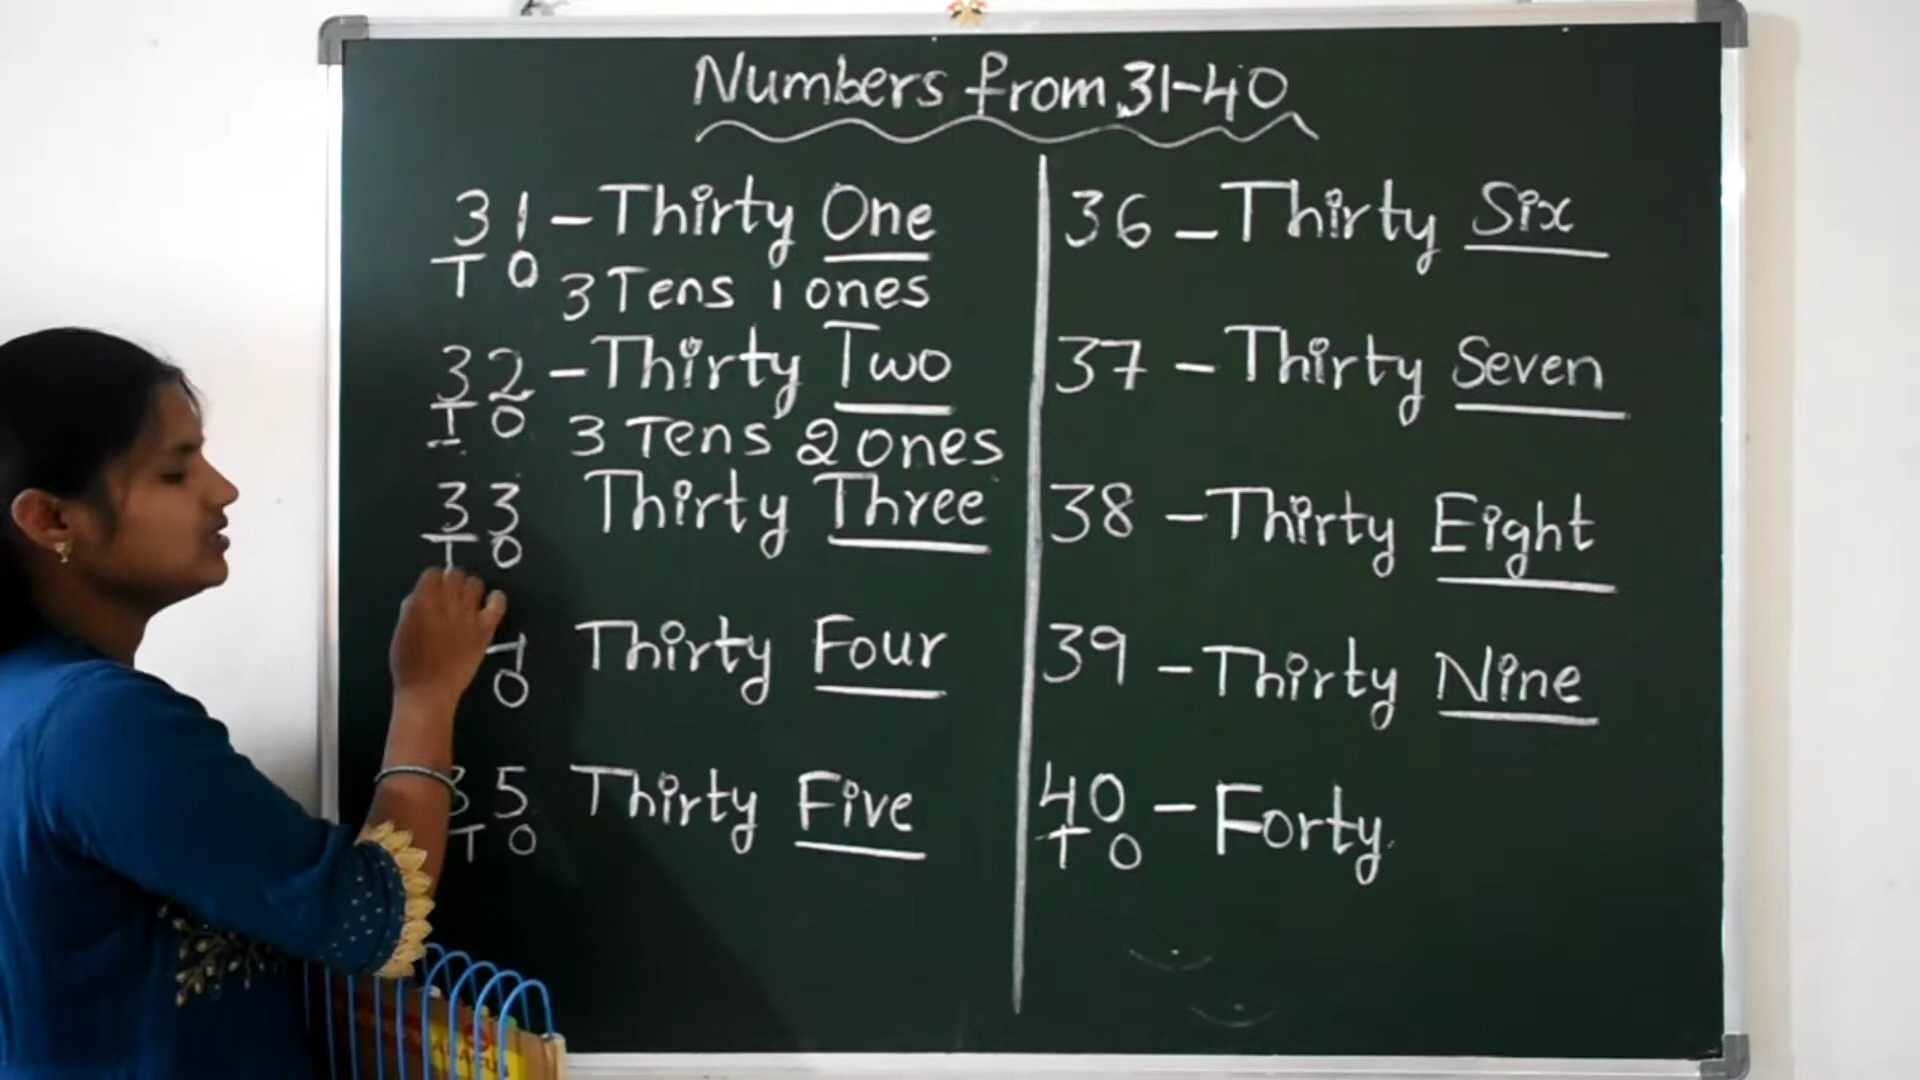 Numbers from 31-40
31 - Thirty One
T O 3 Tens 1 ones
32 - Thirty Two
T O 3 Tens 2 ones
33 Thirty Three
T O
Thirty Four
O
35 Thirty Five
T O
36 - Thirty Six
37 - Thirty Seven
38 - Thirty Eight
39 - Thirty Nine
40 - Forty
T O